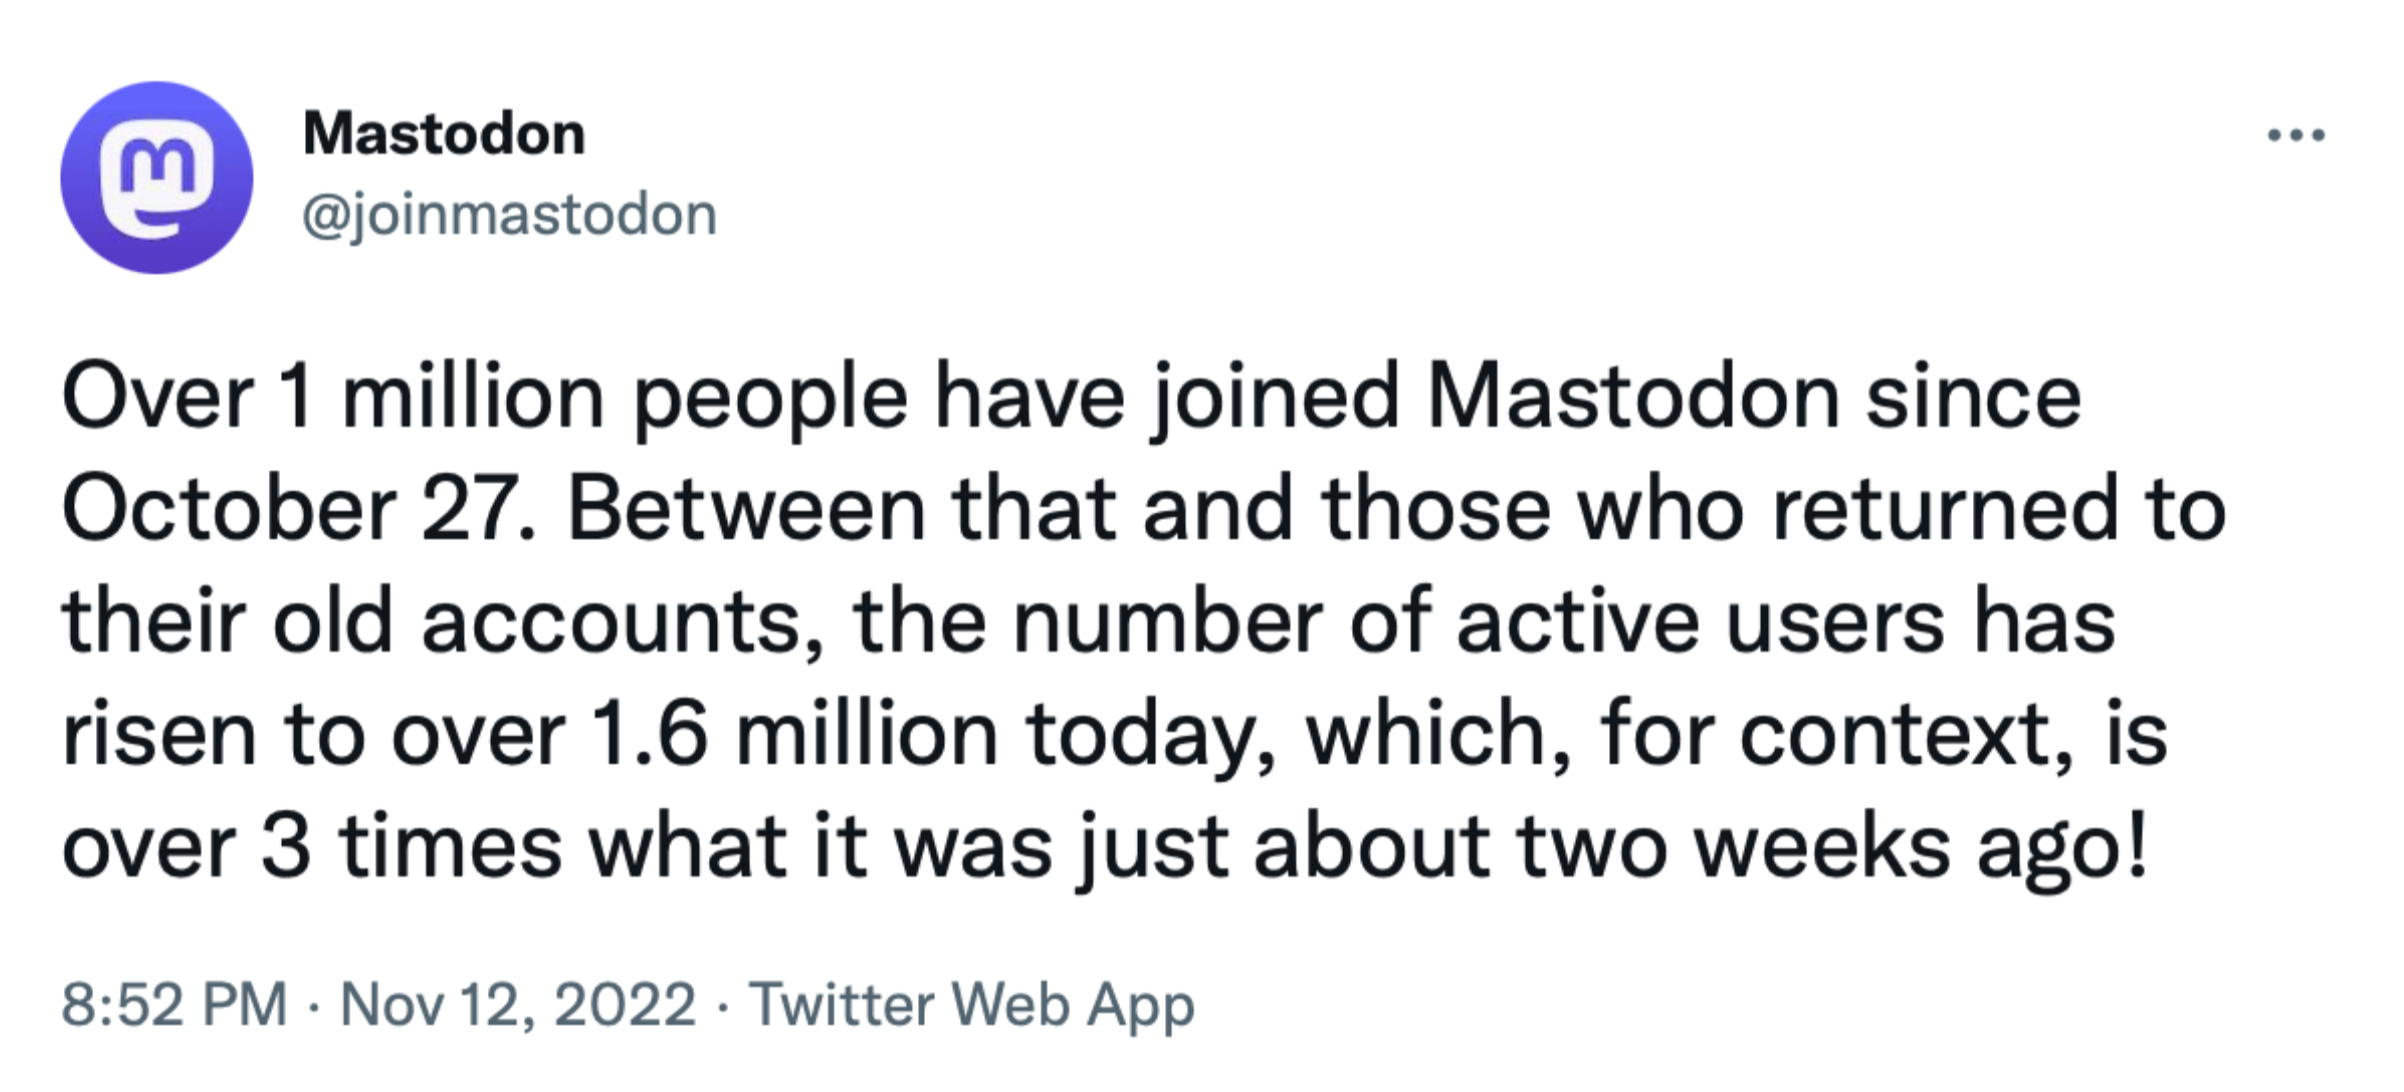 Mastodon
@joinmastodon
Over 1 million people have joined Mastodon since
October 27. Between that and those who returned to
their old accounts, the number of active users has
risen to over 1.6 million today, which, for context, is
over 3 times what it was just about two weeks ago!
8:52 PM · Nov 12, 2022 · Twitter Web App